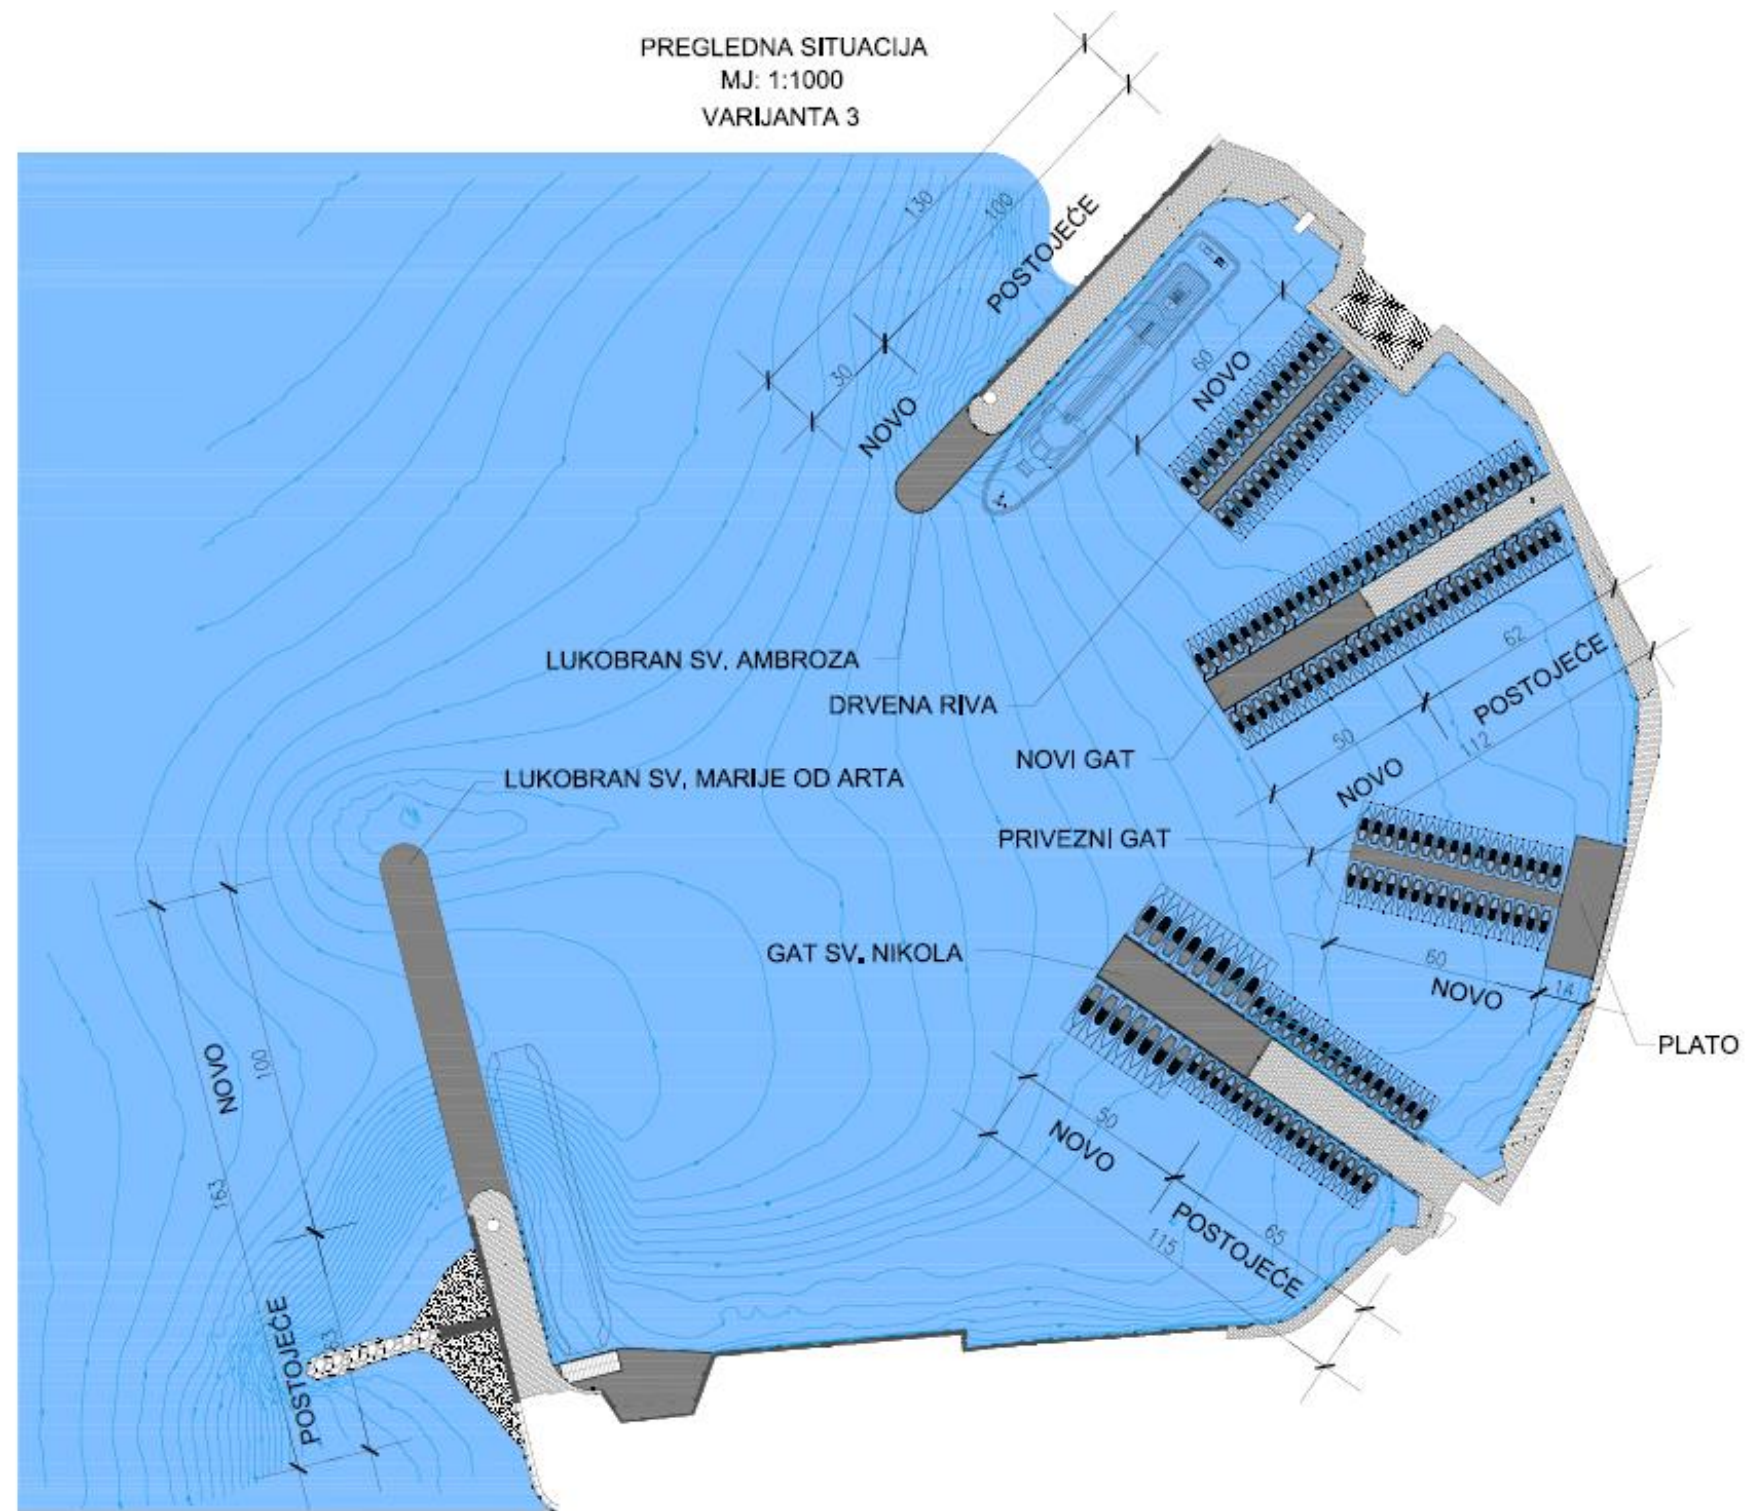 PREGLEDNA SITUACIJA
MJ: 1:1000
VARIJANTA 3
130
100
POSTOJEĆE
30
NOVO
60
NOVO
LUKOBRAN SV. AMBROZA
DRVENA RIVA
62
POSTOJEĆE
50
112
NOVO
NOVI GAT
LUKOBRAN SV. MARIJE OD ARTA
PRIVEZNI GAT
GAT SV. NIKOLA
60
NOVO
14
PLATO
NOVO
100
163
50
NOVO
POSTOJEĆE
65
115
POSTOJEĆE